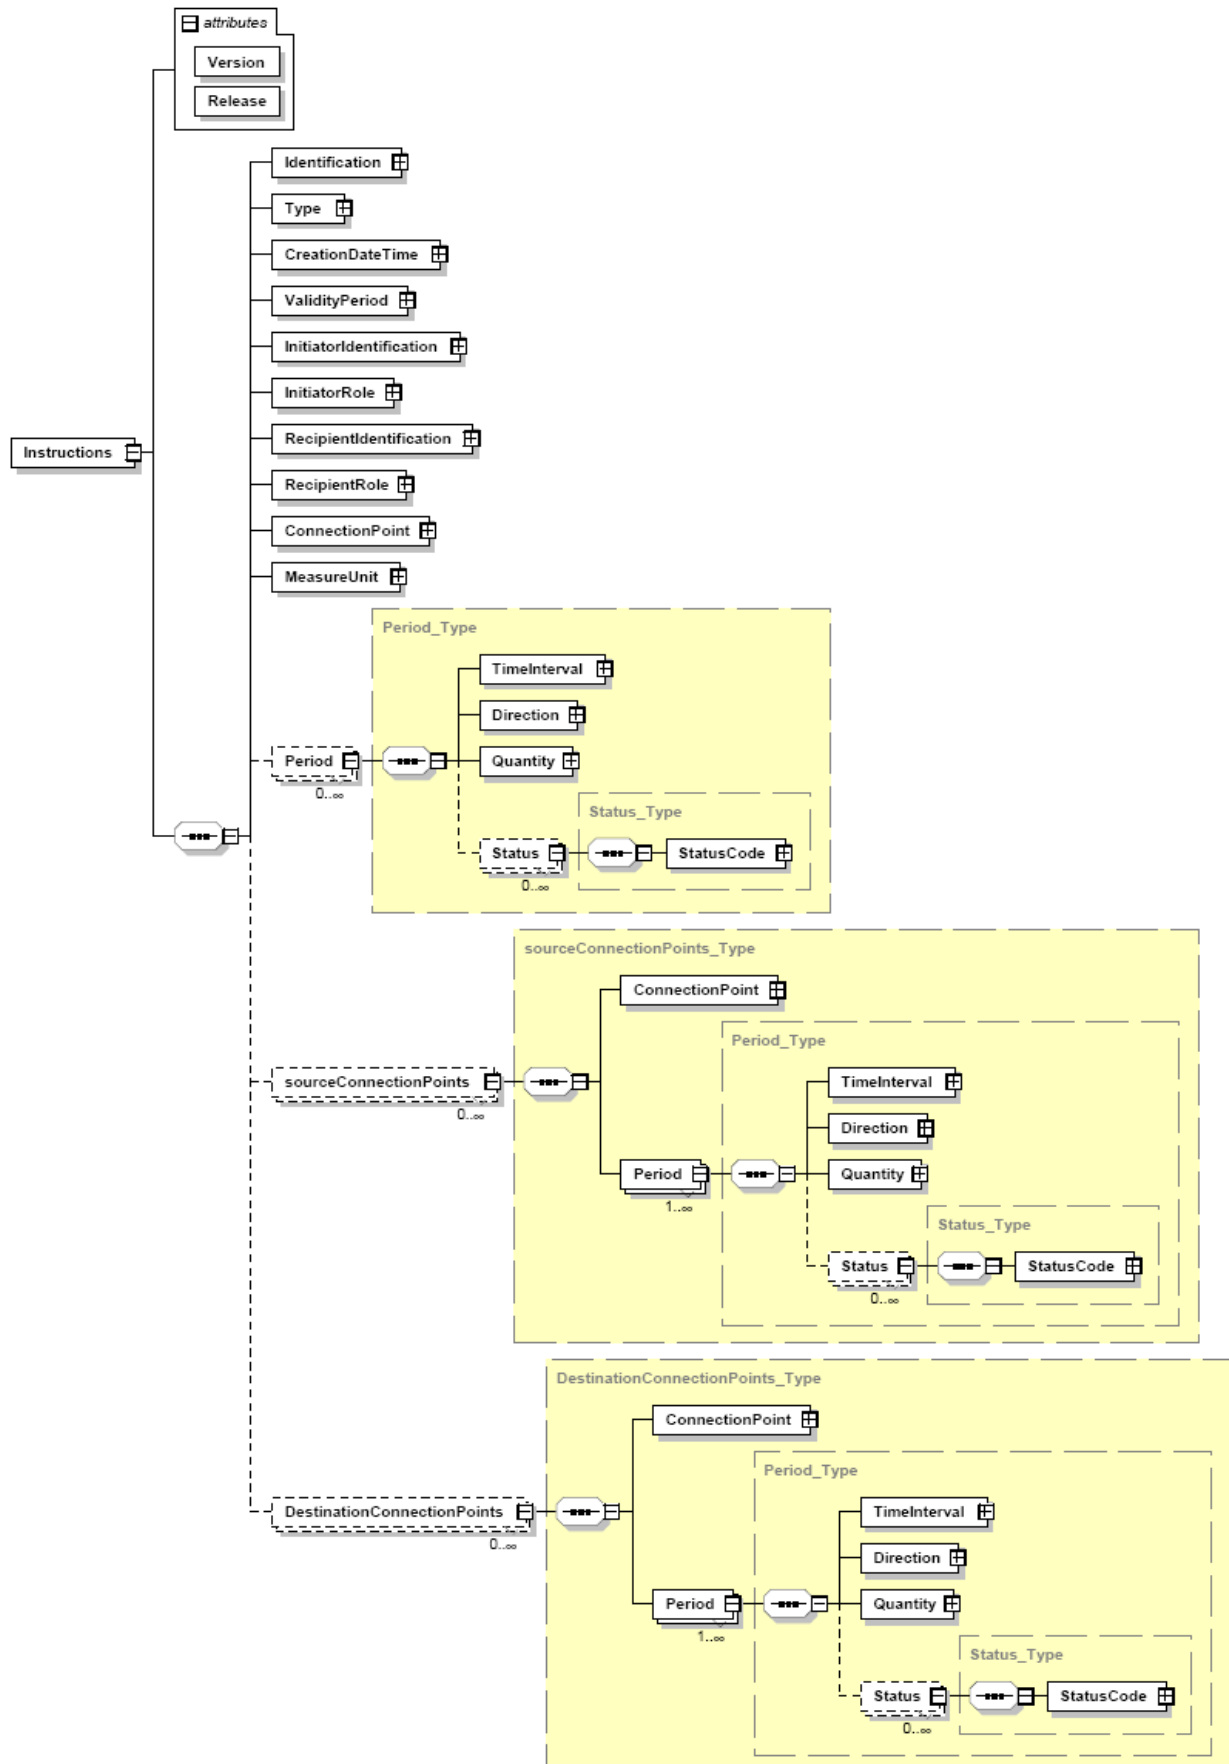 attributes
Version
Release
Identification
Type
CreationDateTime
ValidityPeriod
InitiatorIdentification
InitiatorRole
RecipientIdentification
Instructions
RecipientRole
ConnectionPoint
MeasureUnit
Period_Type
TimeInterval
Direction
Period
Quantity
0..∞
Status_Type
Status
StatusCode
0..∞
sourceConnectionPoints_Type
ConnectionPoint
Period_Type
sourceConnectionPoints
TimeInterval
0..∞
Direction
Period
Quantity
1..∞
Status_Type
Status
StatusCode
0..∞
DestinationConnectionPoints_Type
ConnectionPoint
Period_Type
DestinationConnectionPoints
TimeInterval
0..∞
Direction
Period
Quantity
1..∞
Status_Type
Status
StatusCode
0..∞